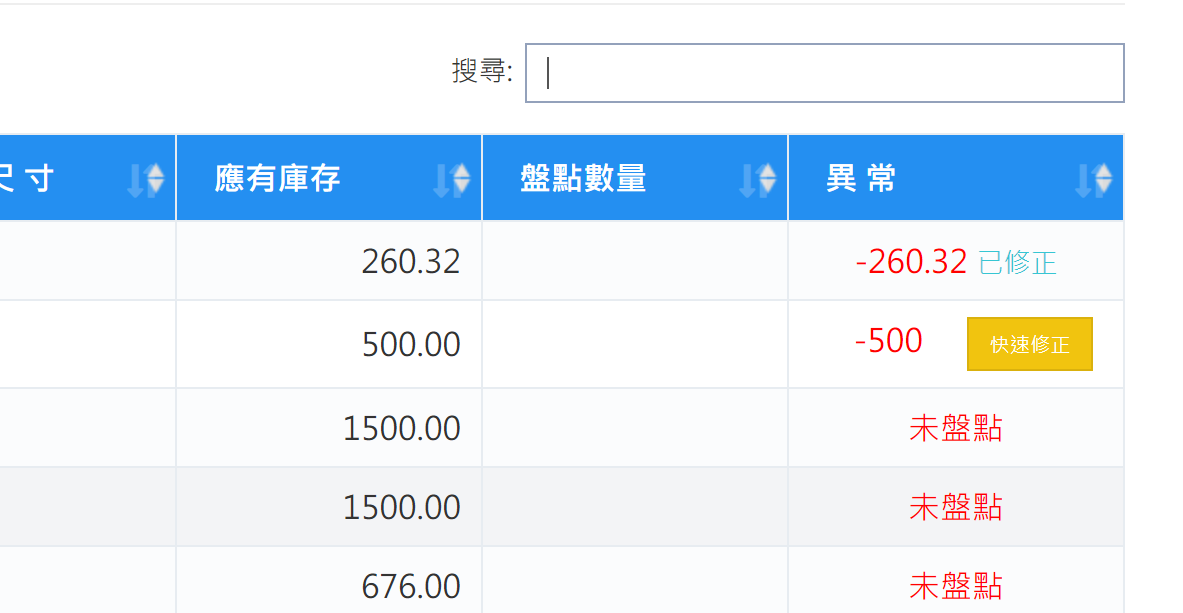 搜尋:
尺 寸 應有庫存 盤點數量 異 常
260.32 -260.32 已修正
500.00 -500 快速修正
1500.00 未盤點
1500.00 未盤點
676.00 未盤點